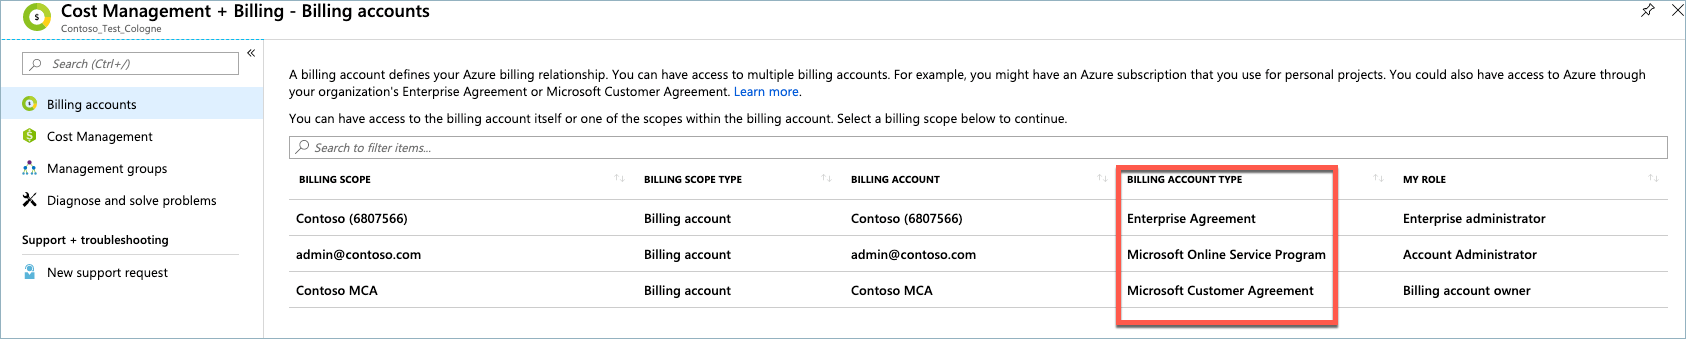 Cost Management + Billing - Billing accounts
Contoso_Test_Cologne
Search (Ctrl+/)
«
Billing accounts
Cost Management
Management groups
Diagnose and solve problems
Support + troubleshooting
New support request
A billing account defines your Azure billing relationship. You can have access to multiple billing accounts. For example, you might have an Azure subscription that you use for personal projects. You could also have access to Azure through
your organization's Enterprise Agreement or Microsoft Customer Agreement. Learn more.
You can have access to the billing account itself or one of the scopes within the billing account. Select a billing scope below to continue.
Search to filter items...
BILLING SCOPE ↑↓ BILLING SCOPE TYPE ↑↓ BILLING ACCOUNT ↑↓ BILLING ACCOUNT TYPE ↑↓ MY ROLE ↑↓
Contoso (6807566) Billing account Contoso (6807566) Enterprise Agreement Enterprise administrator
admin@contoso.com Billing account admin@contoso.com Microsoft Online Service Program Account Administrator
Contoso MCA Billing account Contoso MCA Microsoft Customer Agreement Billing account owner